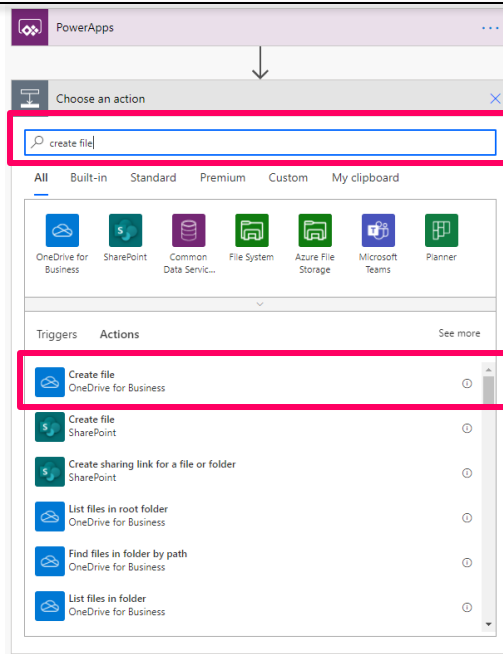 PowerApps
Choose an action
create file
All Built-in Standard Premium Custom My clipboard
OneDrive for Business
SharePoint
Common Data Servic...
File System
Azure File Storage
Microsoft Teams
Planner
Triggers Actions See more
Create file
OneDrive for Business
Create file
SharePoint
Create sharing link for a file or folder
SharePoint
List files in root folder
OneDrive for Business
Find files in folder by path
OneDrive for Business
List files in folder
OneDrive for Business